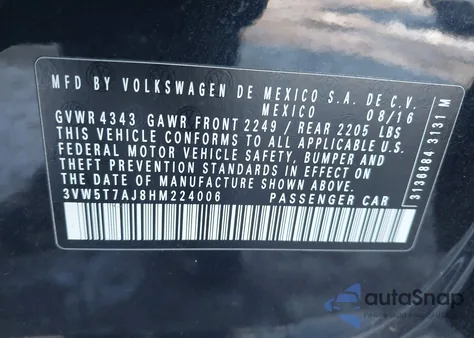 MFD BY VOLKSWAGEN DE MEXICO S.A. DE C.V.
MEXICO 08/16
GVWR 4343 GAWR FRONT 2249 / REAR 2205 LBS
THIS VEHICLE CONFORMS TO ALL APPLICABLE U.S.
FEDERAL MOTOR VEHICLE SAFETY, BUMPER AND
THEFT PREVENTION STANDARDS IN EFFECT ON
THE DATE OF MANUFACTURE SHOWN ABOVE.
3VW5T7AJ8HM224006 PASSENGER CAR
3130884 3131 M
autoSnap